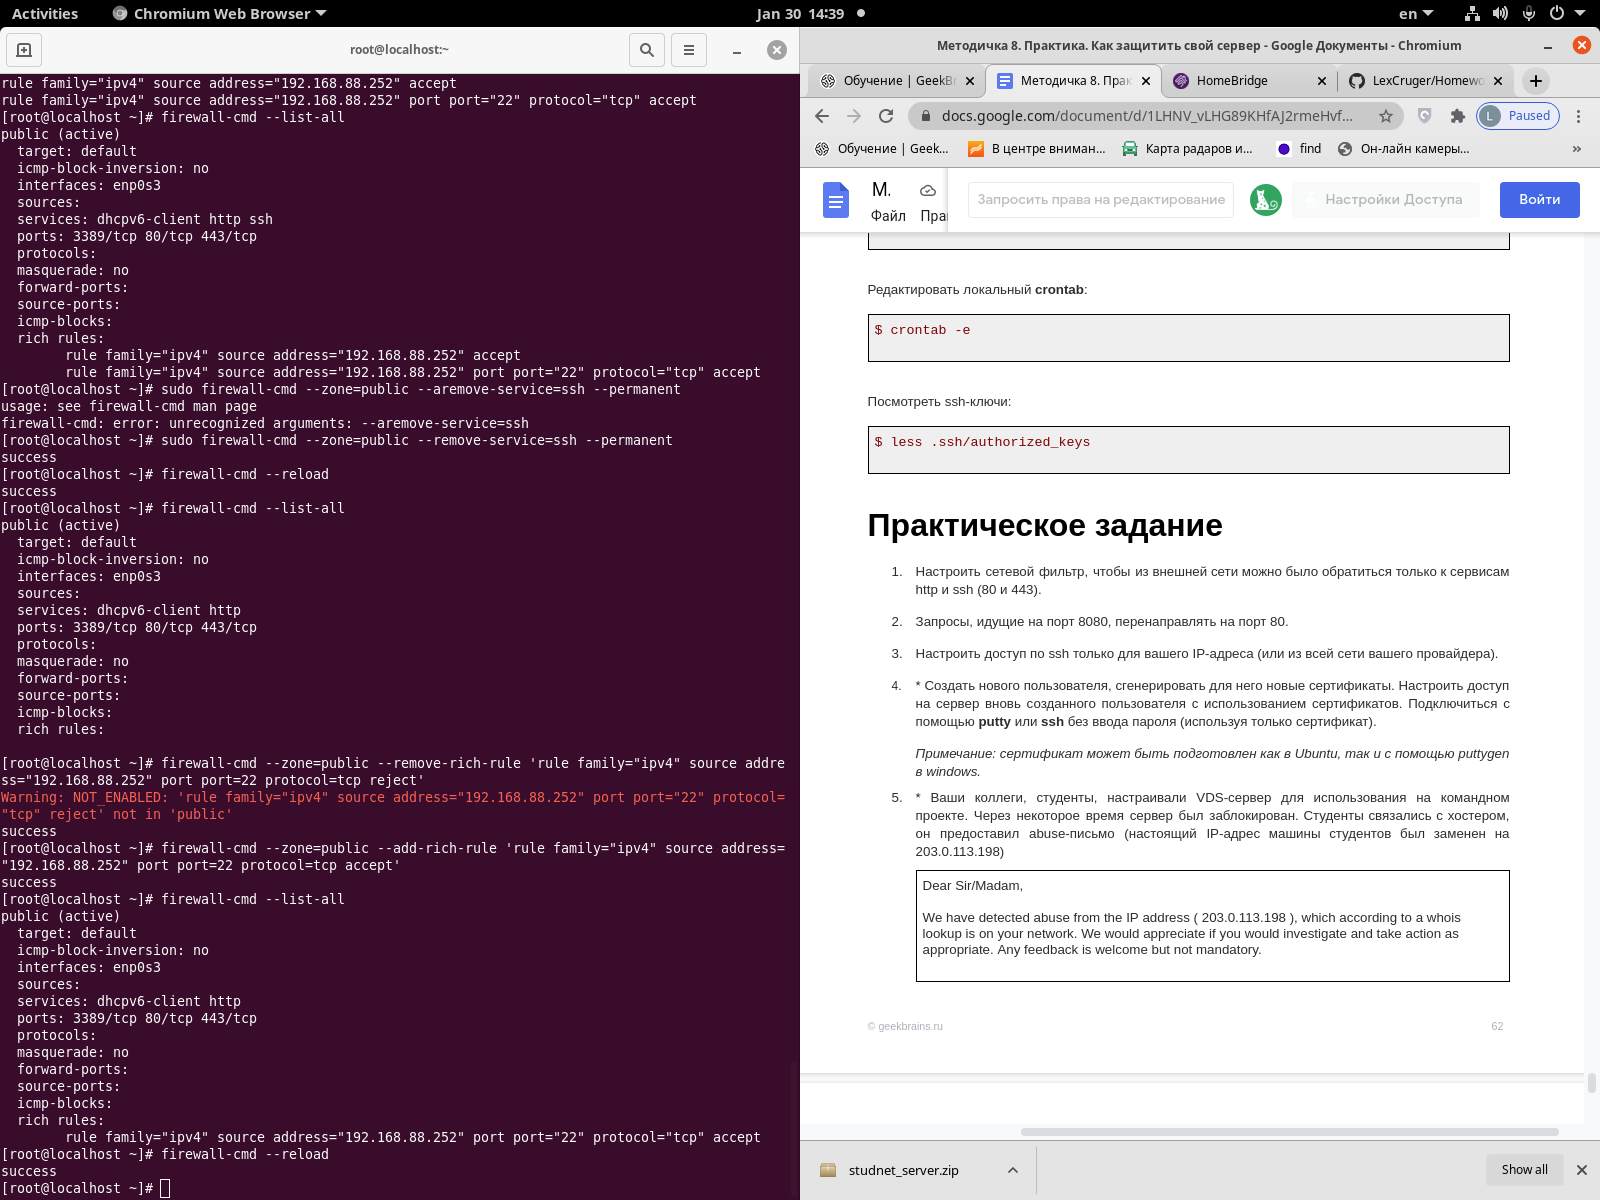 Activities
Chromium Web Browser
Jan 30 14:39
en
root@localhost:~
rule family="ipv4" source address="192.168.88.252" accept
rule family="ipv4" source address="192.168.88.252" port port="22" protocol="tcp" accept
[root@localhost ~]# firewall-cmd --list-all
public (active)
  target: default
  icmp-block-inversion: no
  interfaces: enp0s3
  sources:
  services: dhcpv6-client http ssh
  ports: 3389/tcp 80/tcp 443/tcp
  protocols:
  masquerade: no
  forward-ports:
  source-ports:
  icmp-blocks:
  rich rules:
        rule family="ipv4" source address="192.168.88.252" accept
        rule family="ipv4" source address="192.168.88.252" port port="22" protocol="tcp" accept
[root@localhost ~]# sudo firewall-cmd --zone=public --aremove-service=ssh --permanent
usage: see firewall-cmd man page
firewall-cmd: error: unrecognized arguments: --aremove-service=ssh
[root@localhost ~]# sudo firewall-cmd --zone=public --remove-service=ssh --permanent
success
[root@localhost ~]# firewall-cmd --reload
success
[root@localhost ~]# firewall-cmd --list-all
public (active)
  target: default
  icmp-block-inversion: no
  interfaces: enp0s3
  sources:
  services: dhcpv6-client http
  ports: 3389/tcp 80/tcp 443/tcp
  protocols:
  masquerade: no
  forward-ports:
  source-ports:
  icmp-blocks:
  rich rules:
[root@localhost ~]# firewall-cmd --zone=public --remove-rich-rule 'rule family="ipv4" source addre
ss="192.168.88.252" port port=22 protocol=tcp reject'
Warning: NOT_ENABLED: 'rule family="ipv4" source address="192.168.88.252" port port="22" protocol=
"tcp" reject' not in 'public'
success
[root@localhost ~]# firewall-cmd --zone=public --add-rich-rule 'rule family="ipv4" source address=
"192.168.88.252" port port=22 protocol=tcp accept'
success
[root@localhost ~]# firewall-cmd --list-all
public (active)
  target: default
  icmp-block-inversion: no
  interfaces: enp0s3
  sources:
  services: dhcpv6-client http
  ports: 3389/tcp 80/tcp 443/tcp
  protocols:
  masquerade: no
  forward-ports:
  source-ports:
  icmp-blocks:
  rich rules:
        rule family="ipv4" source address="192.168.88.252" port port="22" protocol="tcp" accept
[root@localhost ~]# firewall-cmd --reload
success
[root@localhost ~]#
Методичка 8. Практика. Как защитить свой сервер - Google Документы - Chromium
Обучение | GeekBr
Методичка 8. Прак
HomeBridge
LexCruger/Homewo
docs.google.com/document/d/1LHNV_vLHG89KHfAJ2rmeHvf...
L Paused
Обучение | Geek...
В центре вниман...
Карта радаров и...
find
Он-лайн камеры...
»
М.
Файл Пра
Запросить права на редактирование
Настройки Доступа
Войти
Редактировать локальный crontab:
$ crontab -e
Посмотреть ssh-ключи:
$ less .ssh/authorized_keys
Практическое задание
1. Настроить сетевой фильтр, чтобы из внешней сети можно было обратиться только к сервисам
http и ssh (80 и 443).
2. Запросы, идущие на порт 8080, перенаправлять на порт 80.
3. Настроить доступ по ssh только для вашего IP-адреса (или из всей сети вашего провайдера).
4. * Создать нового пользователя, сгенерировать для него новые сертификаты. Настроить доступ
на сервер вновь созданного пользователя с использованием сертификатов. Подключиться с
помощью putty или ssh без ввода пароля (используя только сертификат).
Примечание: сертификат может быть подготовлен как в Ubuntu, так и с помощью puttygen
в windows.
5. * Ваши коллеги, студенты, настраивали VDS-сервер для использования на командном
проекте. Через некоторое время сервер был заблокирован. Студенты связались с хостером,
он предоставил abuse-письмо (настоящий IP-адрес машины студентов был заменен на
203.0.113.198)
Dear Sir/Madam,
We have detected abuse from the IP address ( 203.0.113.198 ), which according to a whois
lookup is on your network. We would appreciate if you would investigate and take action as
appropriate. Any feedback is welcome but not mandatory.
© geekbrains.ru
62
studnet_server.zip
Show all